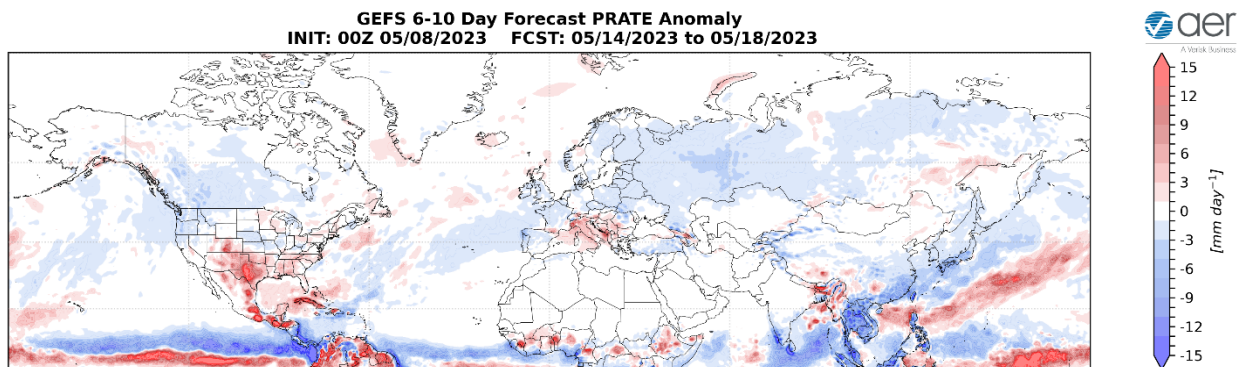 GEFS 6-10 Day Forecast PRATE Anomaly
INIT: 00Z 05/08/2023 FCST: 05/14/2023 to 05/18/2023
aer
A Verisk Business
15
12
9
6
3
0
-3
-6
-9
-12
-15
[mm day⁻¹]